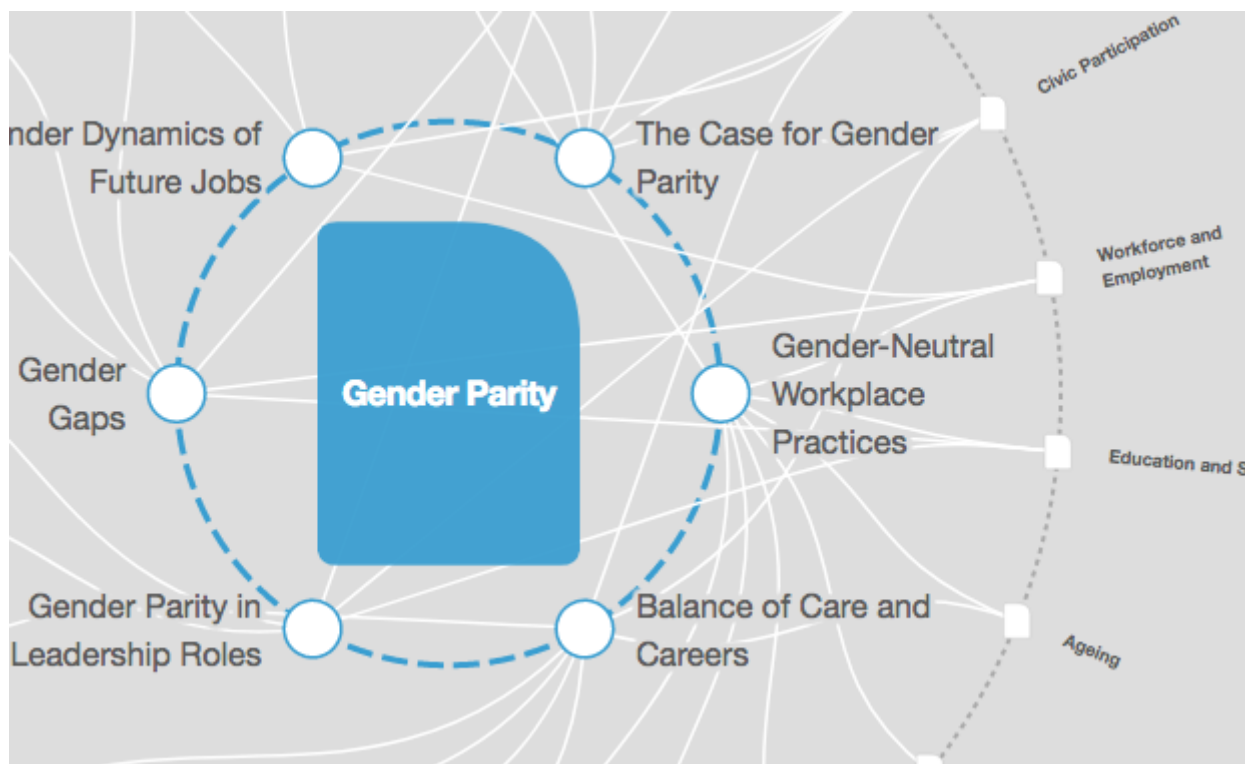 Civic Participation
nder Dynamics of
Future Jobs
The Case for Gender
Parity
Workforce and
Employment
Gender
Gaps
Gender Parity
Gender-Neutral
Workplace
Practices
Education and S
Gender Parity in
Leadership Roles
Balance of Care and
Careers
Ageing